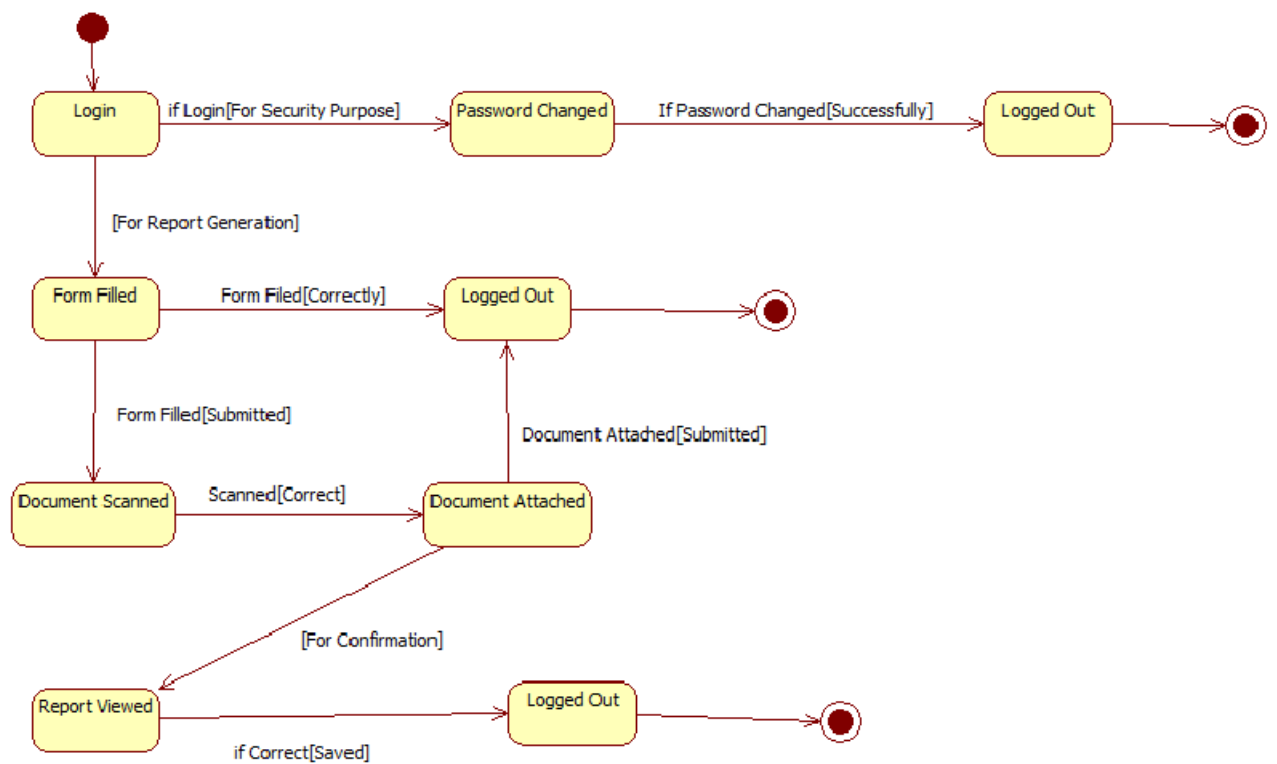 Login
if Login[For Security Purpose]
Password Changed
If Password Changed[Successfully]
Logged Out
[For Report Generation]
Form Filled
Form Filed[Correctly]
Logged Out
Form Filled[Submitted]
Document Attached[Submitted]
Document Scanned
Scanned[Correct]
Document Attached
[For Confirmation]
Report Viewed
if Correct[Saved]
Logged Out